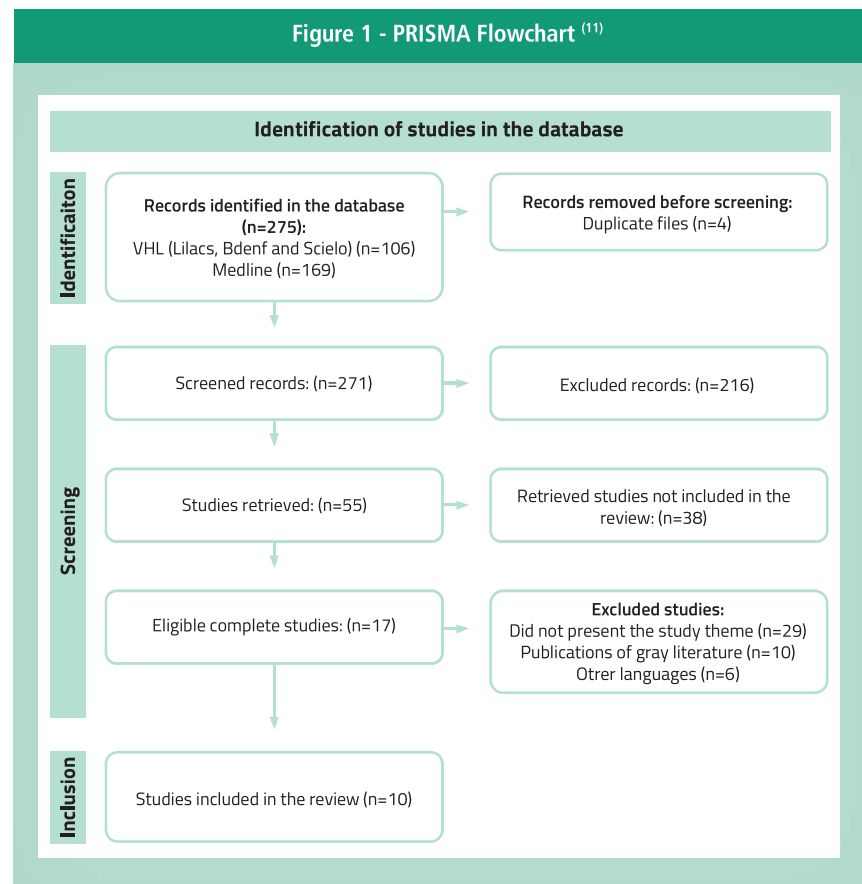 Figure 1 - PRISMA Flowchart (11)
Identification of studies in the database
Identificaiton
Records identified in the database
(n=275):
VHL (Lilacs, Bdenf and Scielo) (n=106)
Medline (n=169)
Records removed before screening:
Duplicate files (n=4)
Screening
Screened records: (n=271)
Excluded records: (n=216)
Studies retrieved: (n=55)
Retrieved studies not included in the
review: (n=38)
Eligible complete studies: (n=17)
Excluded studies:
Did not present the study theme (n=29)
Publications of gray literature (n=10)
Otrer languages (n=6)
Inclusion
Studies included in the review (n=10)